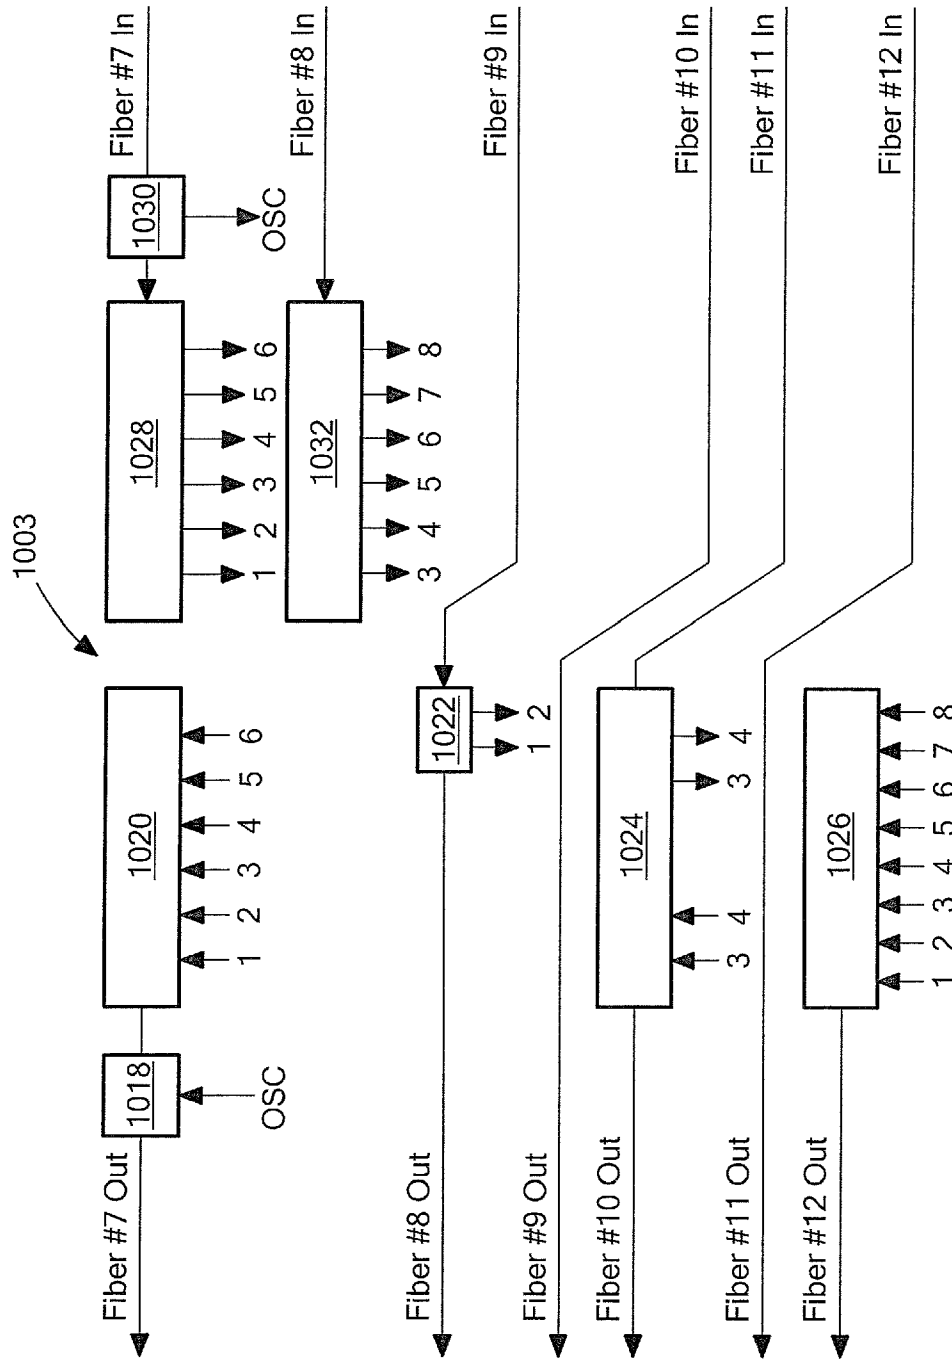 1003
Fiber #7 Out
1018
OSC
1020
1 2 3 4 5 6
1028
1 2 3 4 5 6
1030
OSC
Fiber #7 In
1032
3 4 5 6 7 8
Fiber #8 In
Fiber #8 Out
1022
1 2
Fiber #9 In
Fiber #9 Out
Fiber #10 In
Fiber #10 Out
1024
3 4 3 4
Fiber #11 In
Fiber #11 Out
Fiber #12 In
Fiber #12 Out
1026
1 2 3 4 5 6 7 8